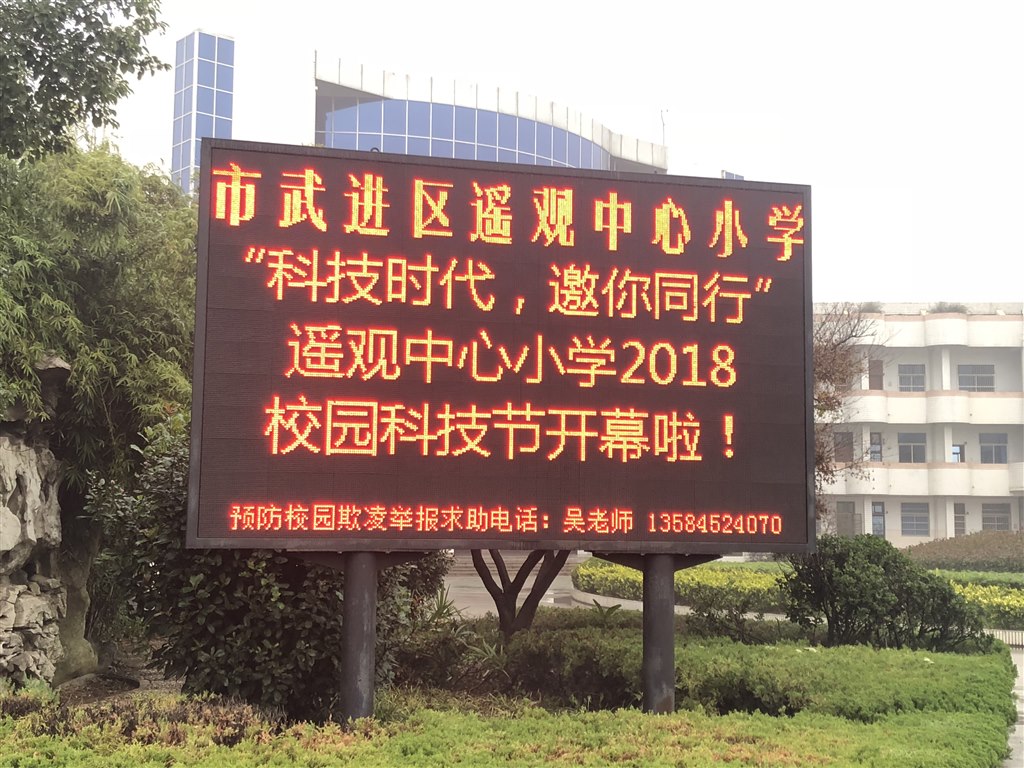 市武进区遥观中心小学
“科技时代，邀你同行”
遥观中心小学2018
校园科技节开幕啦！
预防校园欺凌举报求助电话：吴老师 13584524070